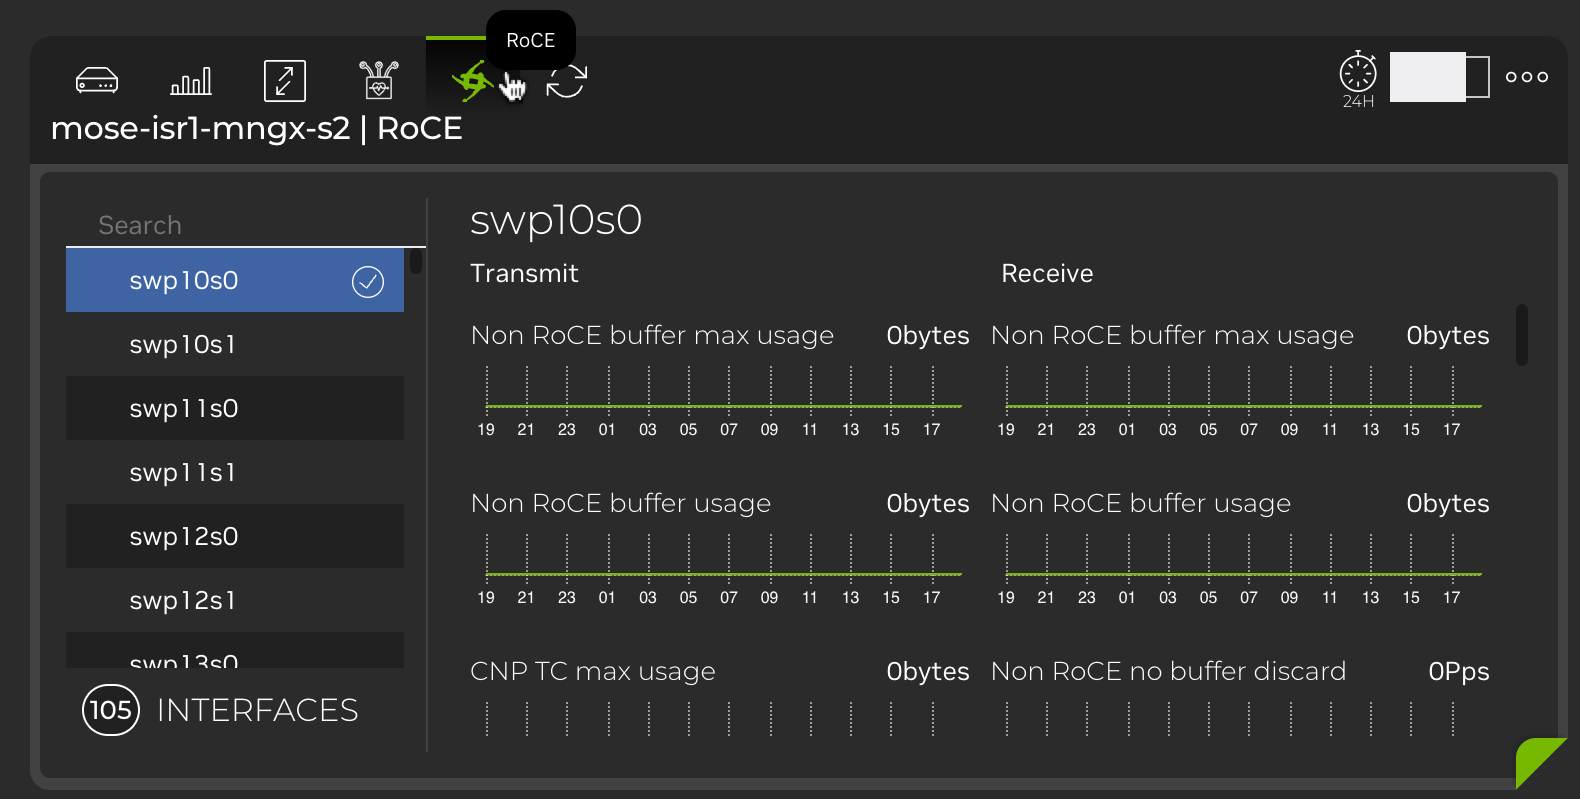 RoCE
24H
mose-isr1-mngx-s2 | RoCE
Search
swp10s0
swp10s1
swp11s0
swp11s1
swp12s0
swp12s1
swp13s0
105 INTERFACES
swp10s0
Transmit
Receive
Non RoCE buffer max usage 0bytes
Non RoCE buffer max usage 0bytes
19 21 23 01 03 05 07 09 11 13 15 17
19 21 23 01 03 05 07 09 11 13 15 17
Non RoCE buffer usage 0bytes
Non RoCE buffer usage 0bytes
19 21 23 01 03 05 07 09 11 13 15 17
19 21 23 01 03 05 07 09 11 13 15 17
CNP TC max usage 0bytes
Non RoCE no buffer discard 0Pps